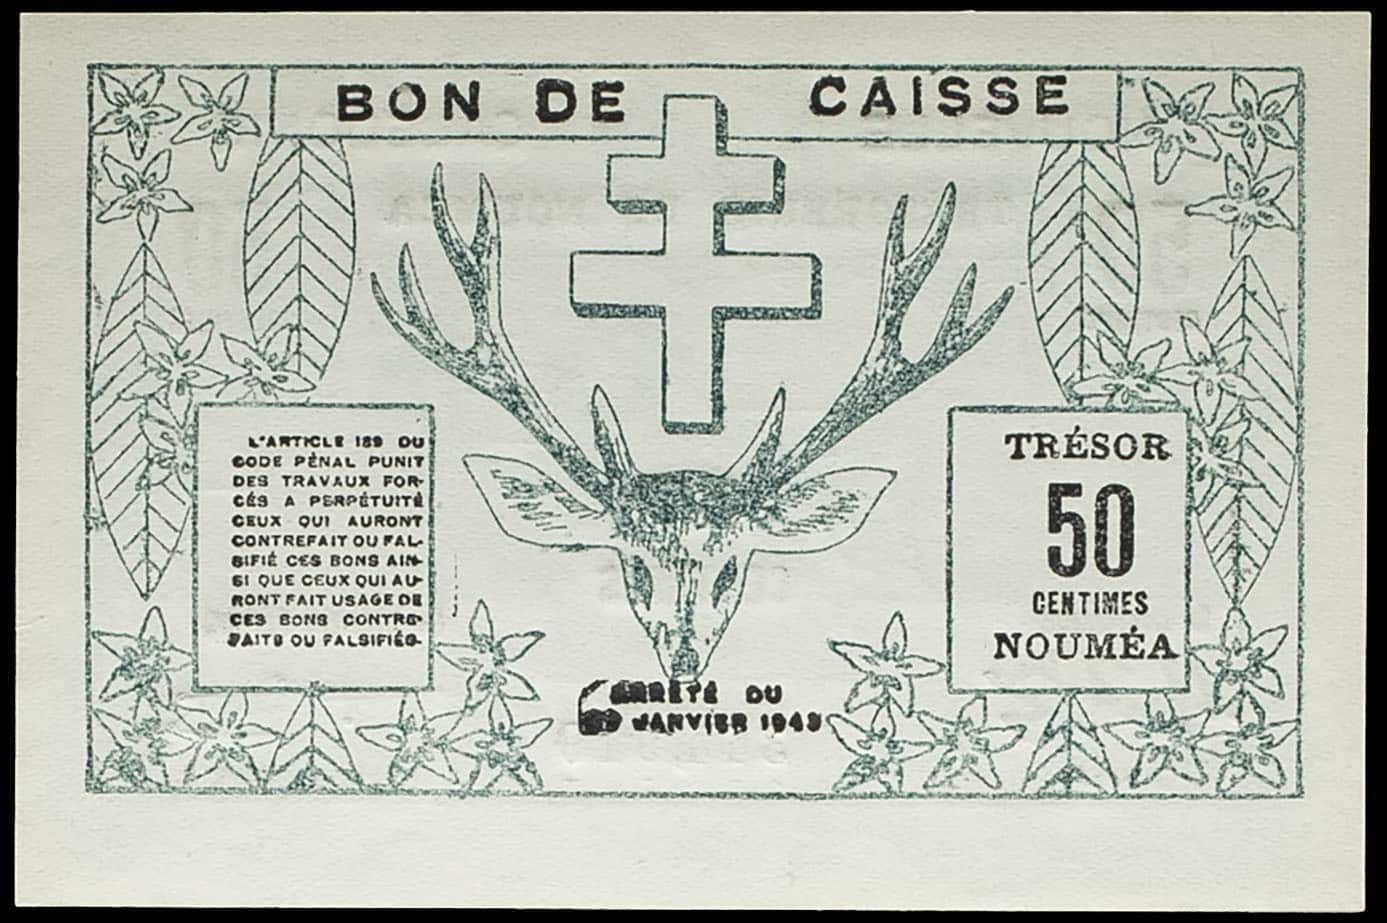 BON DE CAISSE
L'ARTICLE 189 DU
CODE PÉNAL PUNIT
DES TRAVAUX FOR-
CÉS A PERPÉTUITÉ
CEUX QUI AURONT
CONTREFAIT OU FAL-
SIFIÉ CES BONS AIN-
SI QUE CEUX QUI AU-
RONT FAIT USAGE DE
CES BONS CONTRE-
FAITS OU FALSIFIÉS-
TRÉSOR
50
CENTIMES
NOUMÉA
ARRÊTÉ DU
JANVIER 1943